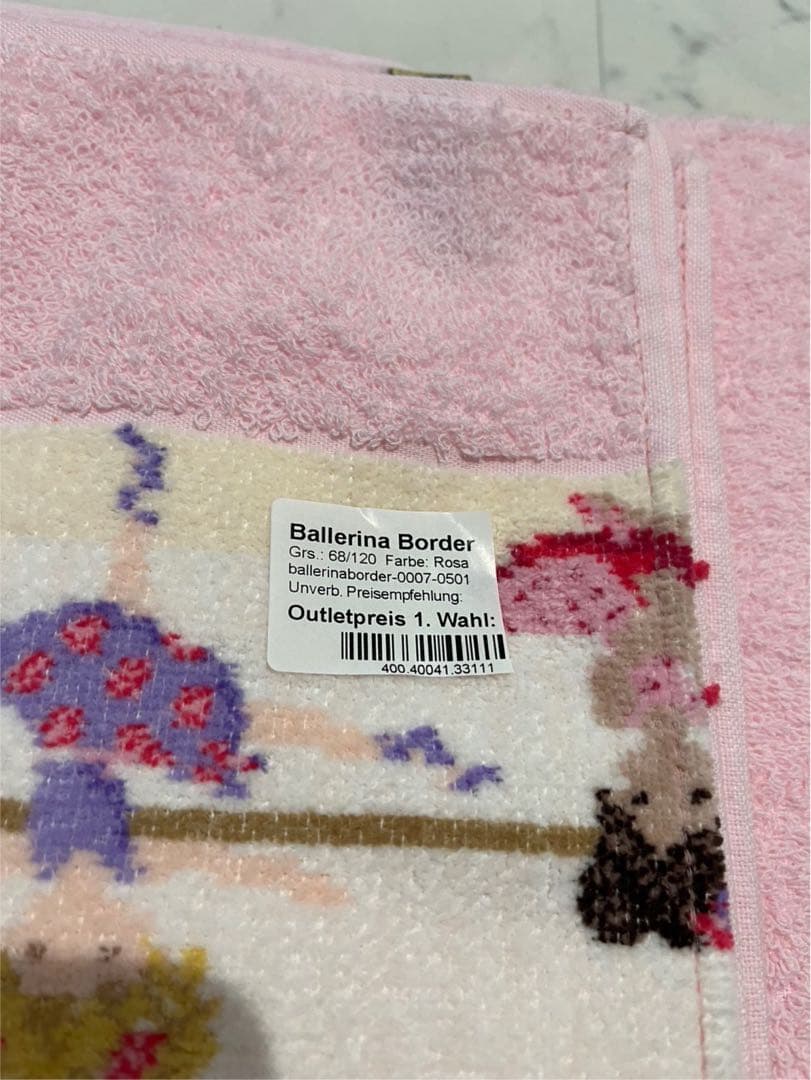 Ballerina Border
Grs.: 68/120 Farbe: Rosa
ballerinaborder-0007-0501
Unverb. Preisempfehlung:
Outletpreis 1. Wahl:
400.40041.33111